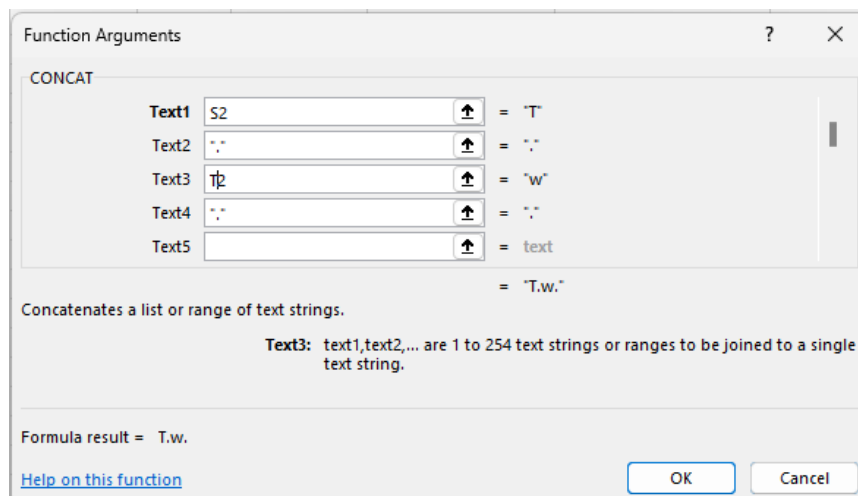 Function Arguments ? ×
CONCAT
Text1 S2 = "T"
Text2 "." = "."
Text3 T2 = "w"
Text4 "." = "."
Text5 = text
= "T.w."
Concatenates a list or range of text strings.
Text3: text1,text2,... are 1 to 254 text strings or ranges to be joined to a single
text string.
Formula result = T.w.
Help on this function OK Cancel